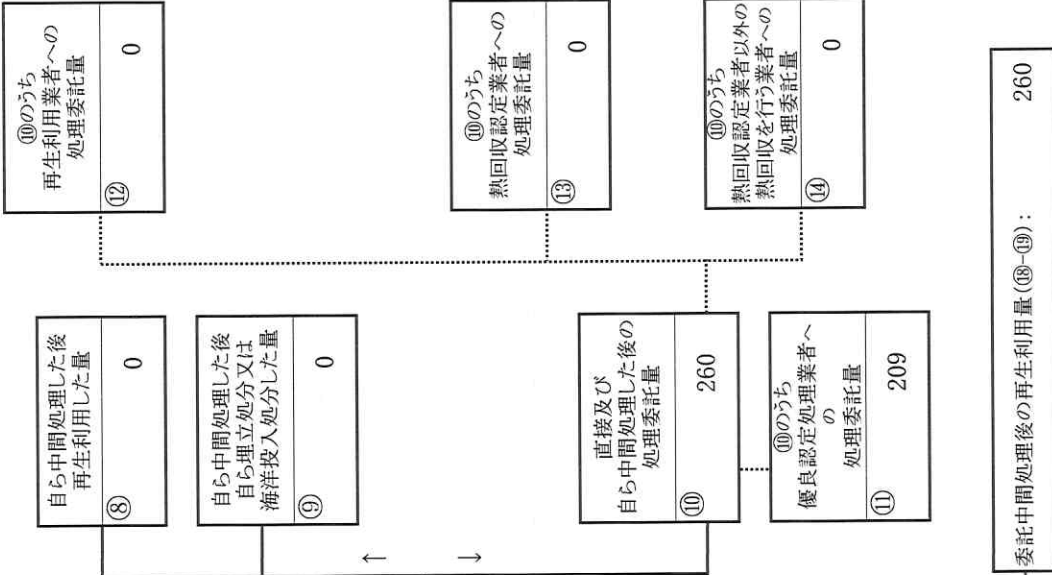 自ら中間処理した後
再生利用した量
⑧ 0
自ら中間処理した後
自ら埋立処分又は
海洋投入処分した量
⑨ 0
↑
↓
直接及び
自ら中間処理した後の
処理委託量
⑩ 260
⑩のうち
優良認定処理業者へ
の
処理委託量
⑪ 209
⑩のうち
再生利用業者への
処理委託量
⑫ 0
⑩のうち
熱回収認定業者への
処理委託量
⑬ 0
⑩のうち
熱回収認定業者以外の
熱回収を行う業者への
処理委託量
⑭ 0
委託中間処理後の再生利用量(⑱-⑲): 260